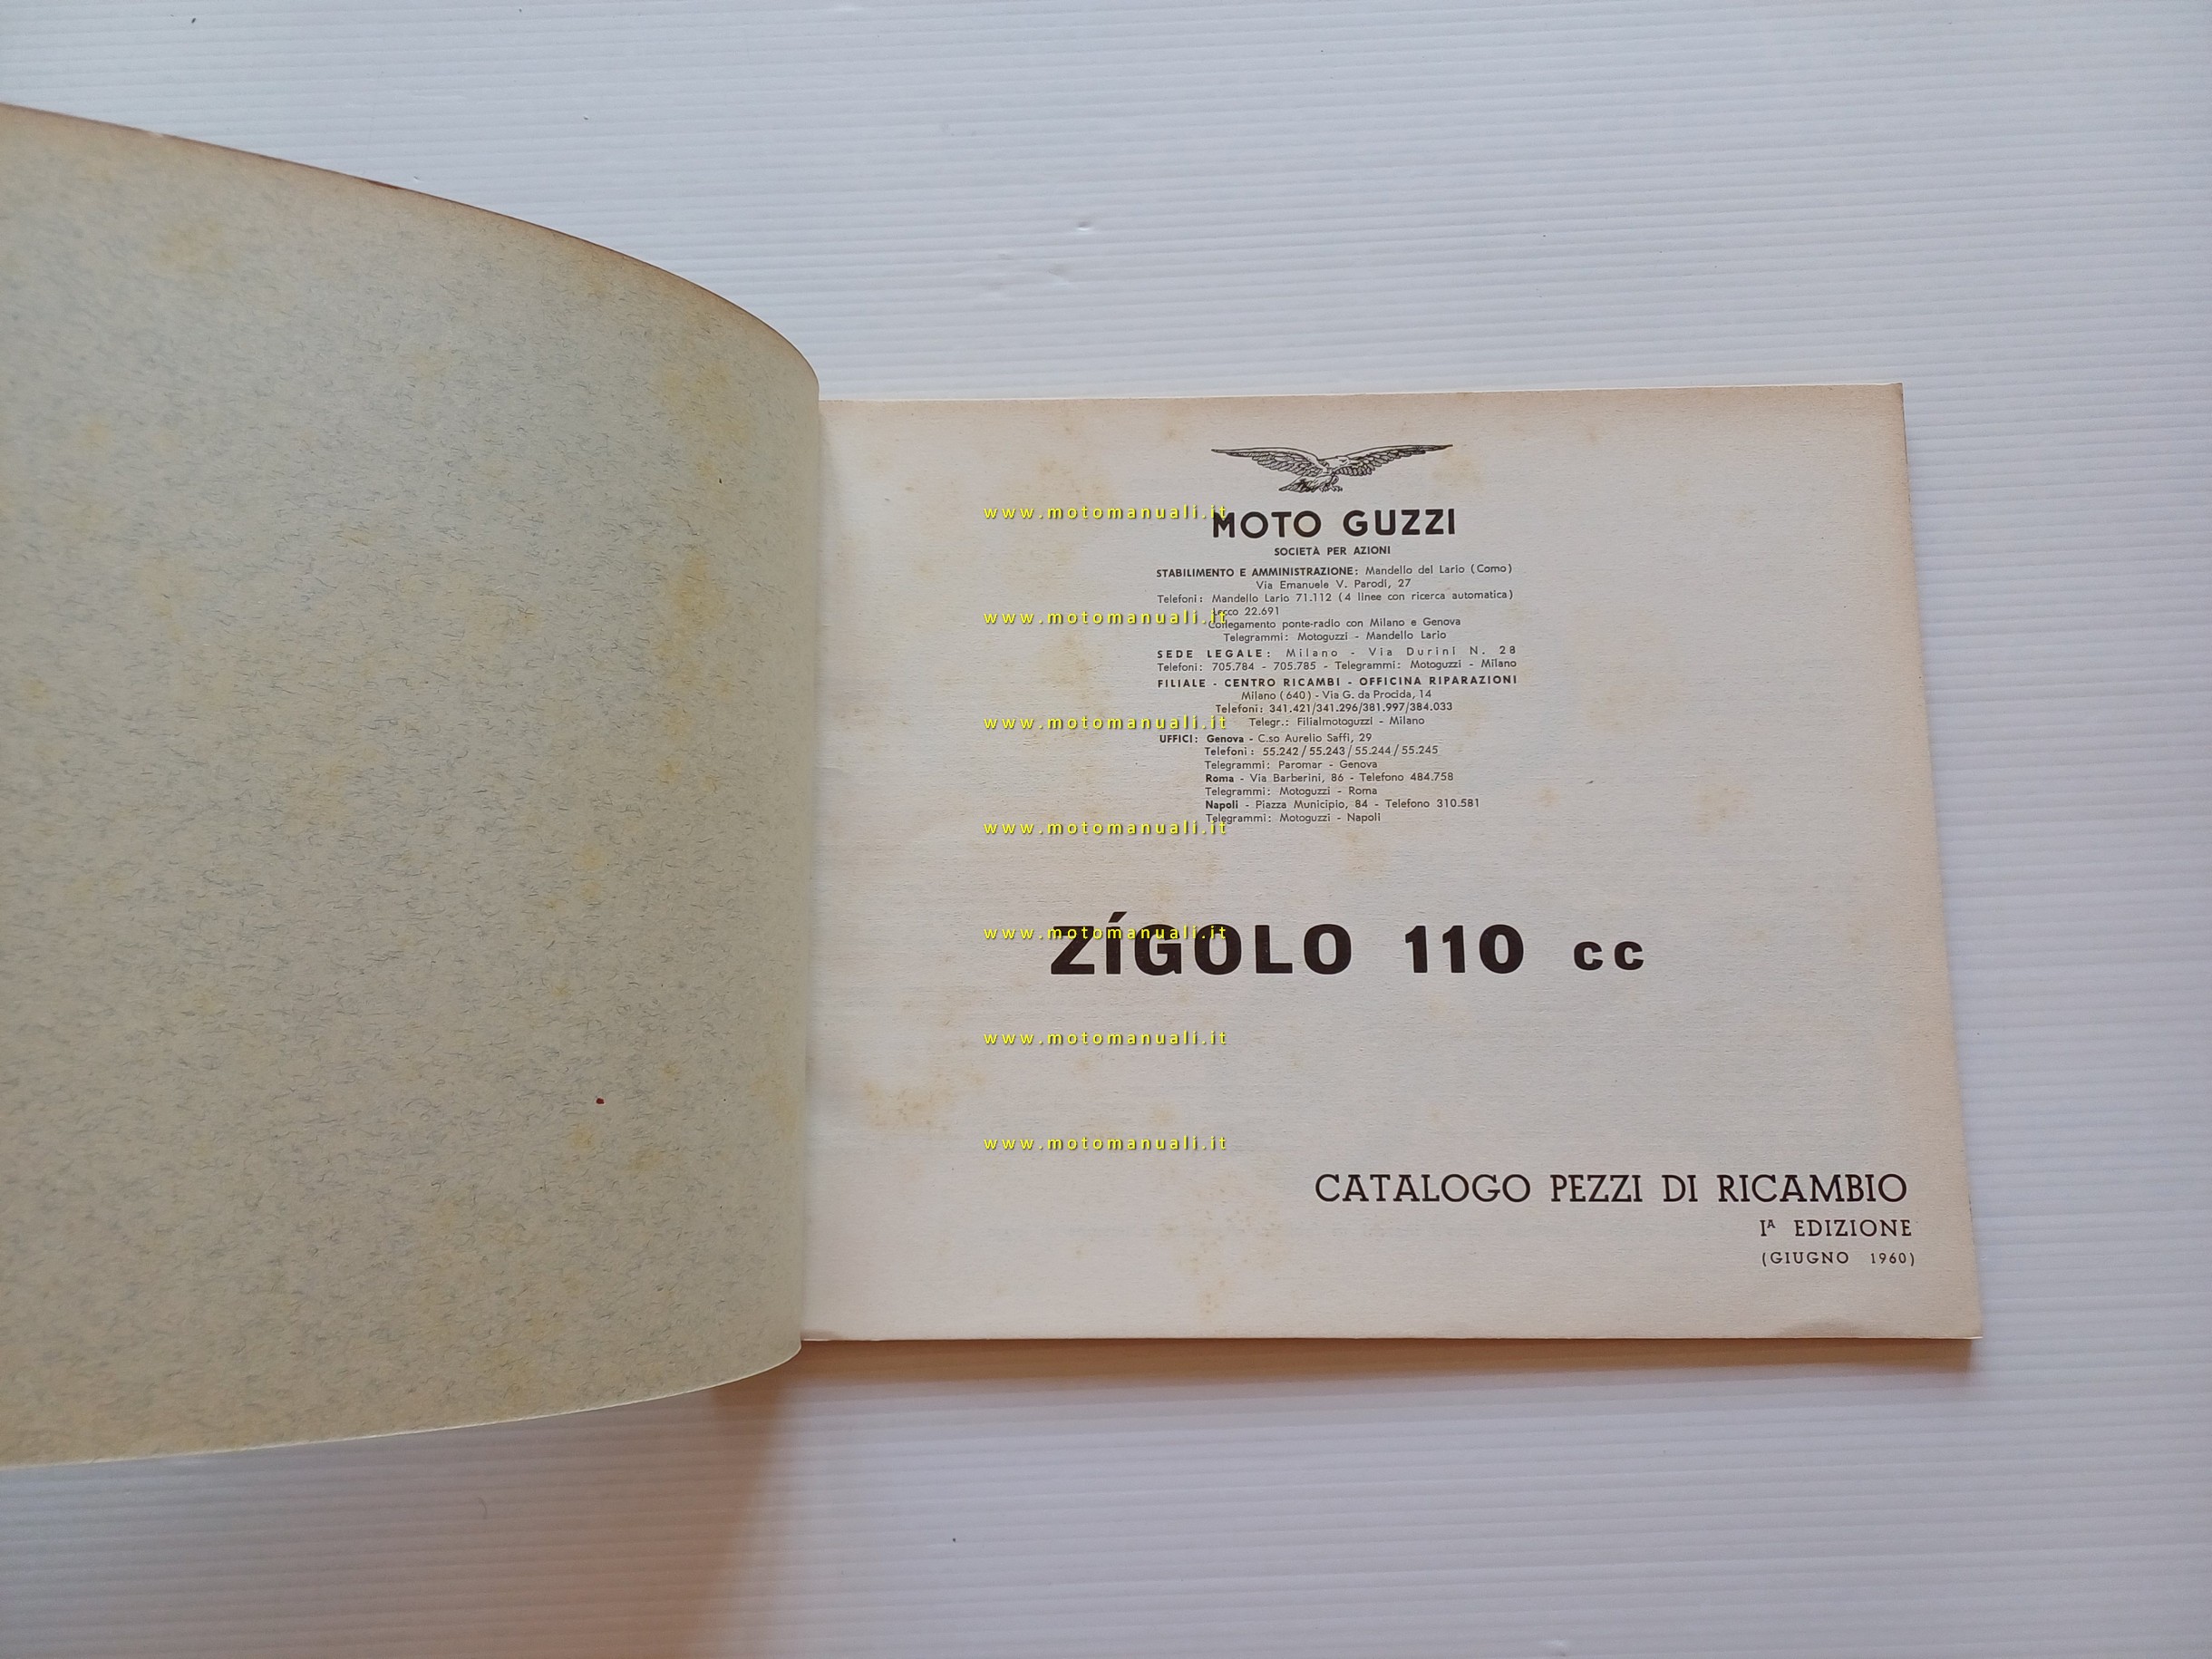 MOTO GUZZI
SOCIETÀ PER AZIONI
STABILIMENTO E AMMINISTRAZIONE: Mandello del Lario (Como)
Via Emanuele V. Parodi, 27
Telefoni: Mandello Lario 71.112 (4 linee con ricerca automatica)
Lecco 22.691
Collegamento ponte-radio con Milano e Genova
Telegrammi: Motoguzzi - Mandello Lario
SEDE LEGALE: Milano - Via Durini N. 28
Telefoni: 705.784 - 705.785 - Telegrammi: Motoguzzi - Milano
FILIALE - CENTRO RICAMBI - OFFICINA RIPARAZIONI
Milano (640) - Via G. da Procida, 14
Telefoni: 341.421/341.296/381.997/384.033
Telegr.: Filialmotoguzzi - Milano
UFFICI: Genova - C.so Aurelio Saffi, 29
Telefoni: 55.242 / 55.243 / 55.244 / 55.245
Telegrammi: Paromar - Genova
Roma - Via Barberini, 86 - Telefono 484.758
Telegrammi: Motoguzzi - Roma
Napoli - Piazza Municipio, 84 - Telefono 310.581
Telegrammi: Motoguzzi - Napoli
ZÍGOLO 110 cc
CATALOGO PEZZI DI RICAMBIO
Iª EDIZIONE
(GIUGNO 1960)
www.motomanuali.it
www.motomanuali.it
www.motomanuali.it
www.motomanuali.it
www.motomanuali.it
www.motomanuali.it
www.motomanuali.it